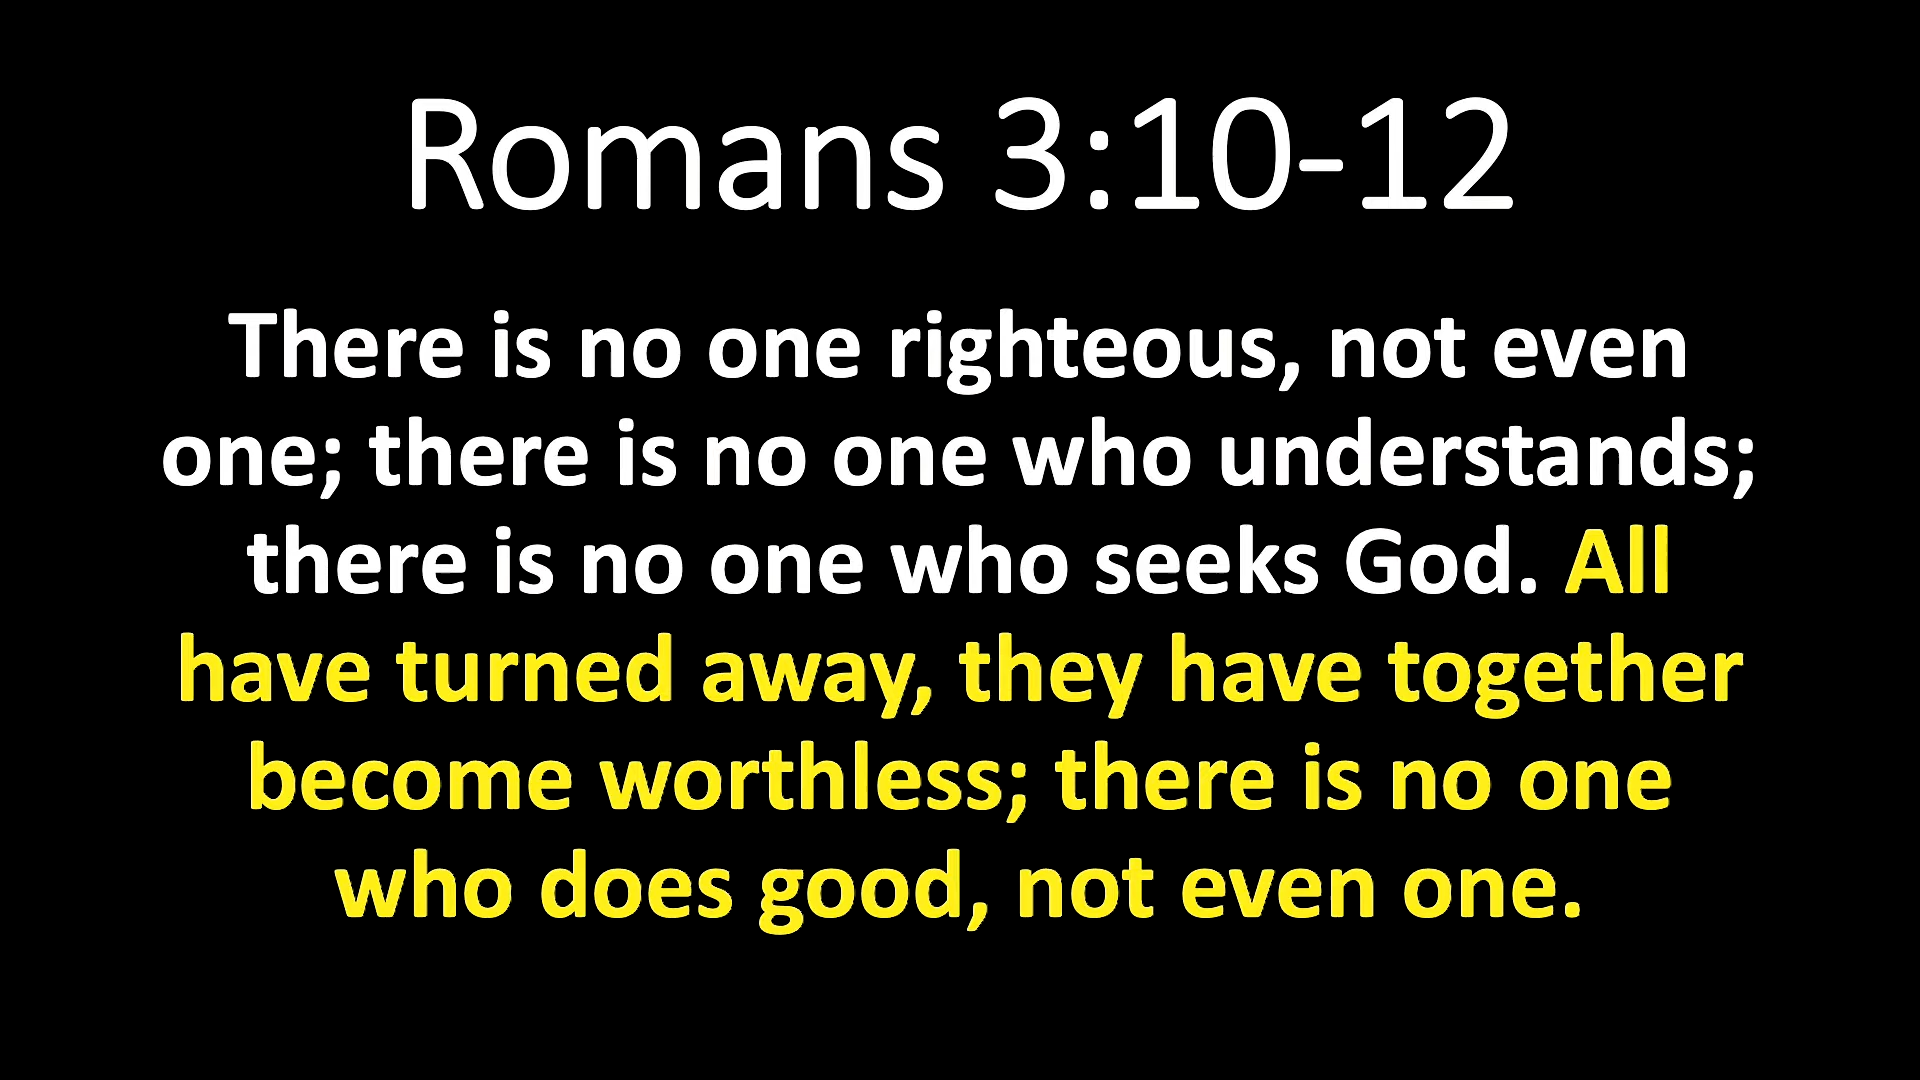 Romans 3:10-12
There is no one righteous, not even
one; there is no one who understands;
there is no one who seeks God. All
have turned away, they have together
become worthless; there is no one
who does good, not even one.